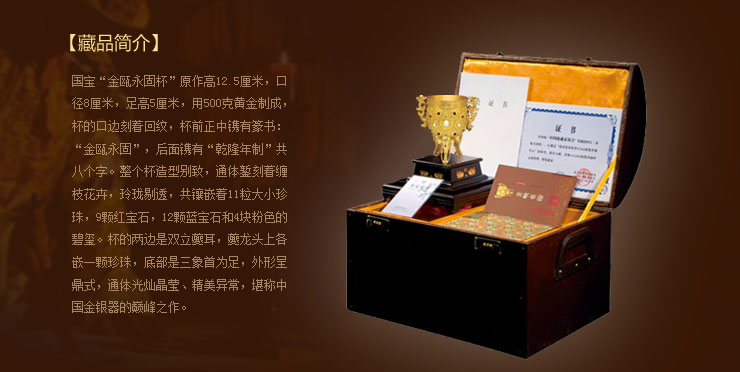 【藏品简介】
国宝“金瓯永固杯”原作高12.5厘米，口
径8厘米，足高5厘米，用500克黄金制成，
杯的口边刻着回纹，杯前正中镌有篆书：
“金瓯永固”，后面镌有“乾隆年制”共
八个字。整个杯造型别致，通体錾刻着缠
枝花卉，玲珑剔透，共镶嵌着11粒大小珍
珠，9颗红宝石，12颗蓝宝石和4块粉色的
碧玺。杯的两边是双立夔耳，夔龙头上各
嵌一颗珍珠，底部是三象首为足，外形呈
鼎式，通体光灿晶莹、精美异常，堪称中
国金银器的巅峰之作。
证书